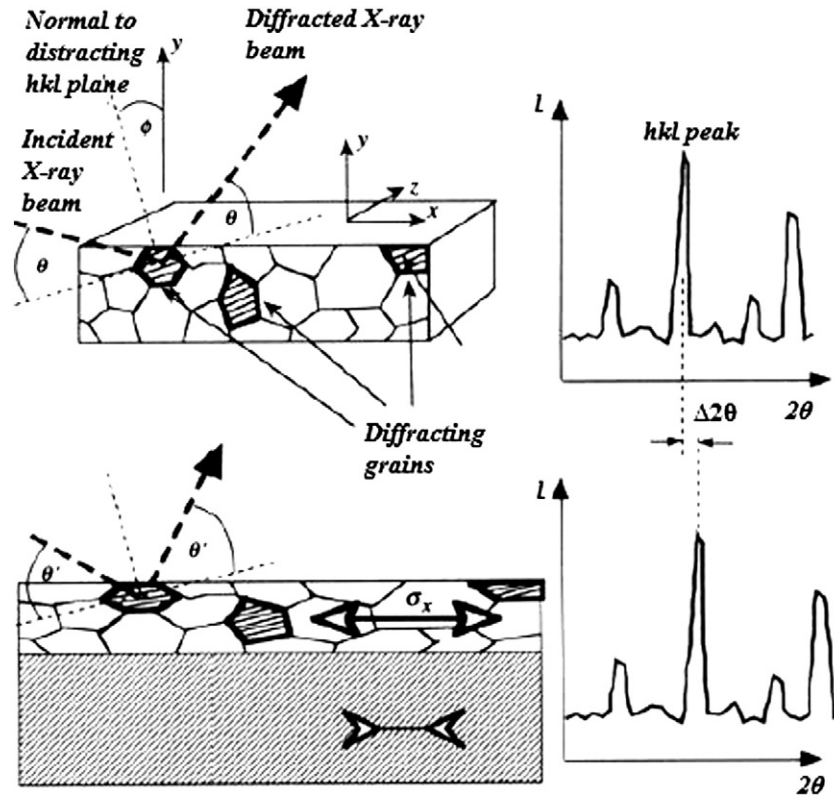 Normal to
distracting
hkl plane
y
Diffracted X-ray
beam
ϕ
Incident
X-ray
beam
y
z
x
θ
θ
Diffracting
grains
I
hkl peak
2θ
Δ2θ
θ'
θ'
σx
I
2θ